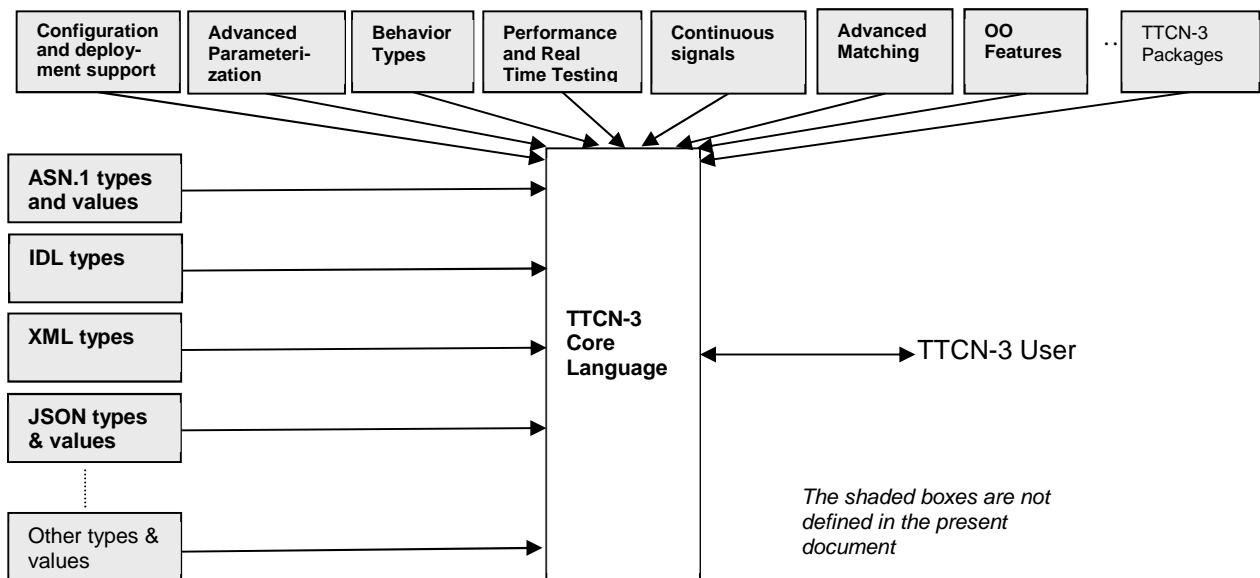 Configuration
and deploy-
ment support
Advanced
Parameteri-
zation
Behavior
Types
Performance
and Real
Time Testing
Continuous
signals
Advanced
Matching
OO
Features
..
TTCN-3
Packages
ASN.1 types
and values
IDL types
XML types
JSON types
& values
Other types &
values
TTCN-3
Core
Language
TTCN-3 User
The shaded boxes are not
defined in the present
document